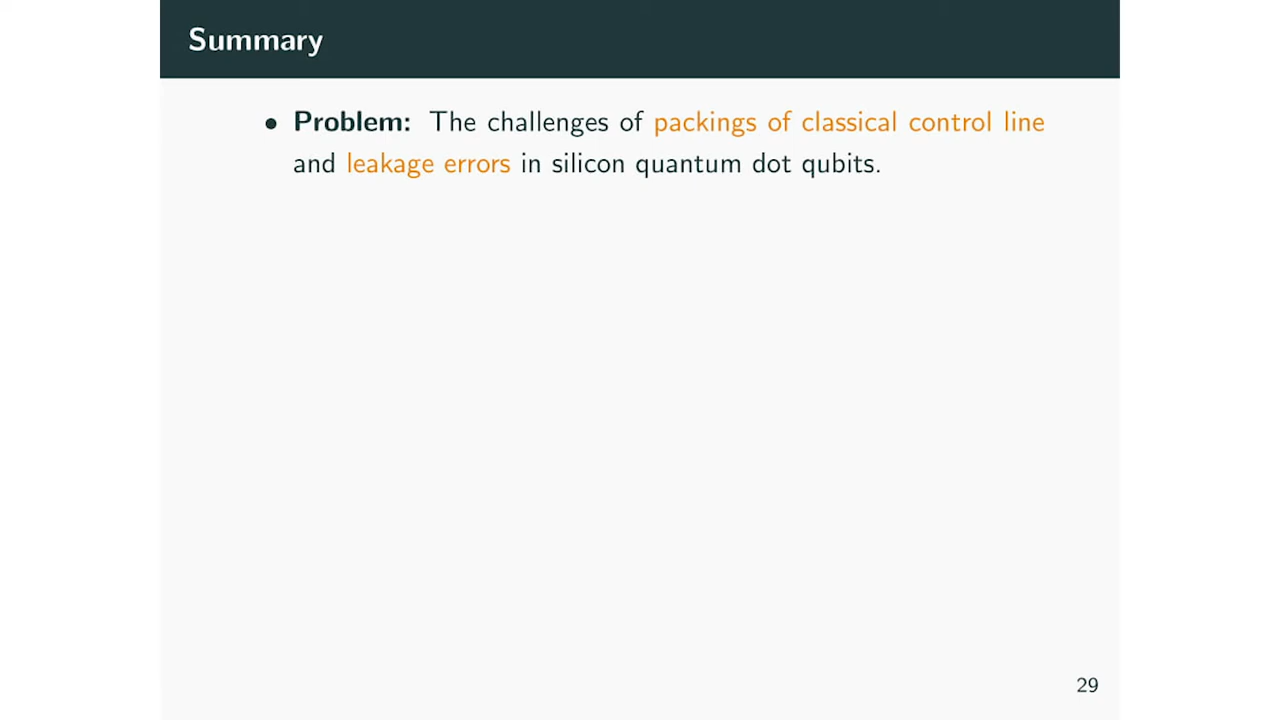 Summary
• Problem: The challenges of packings of classical control line
and leakage errors in silicon quantum dot qubits.
29